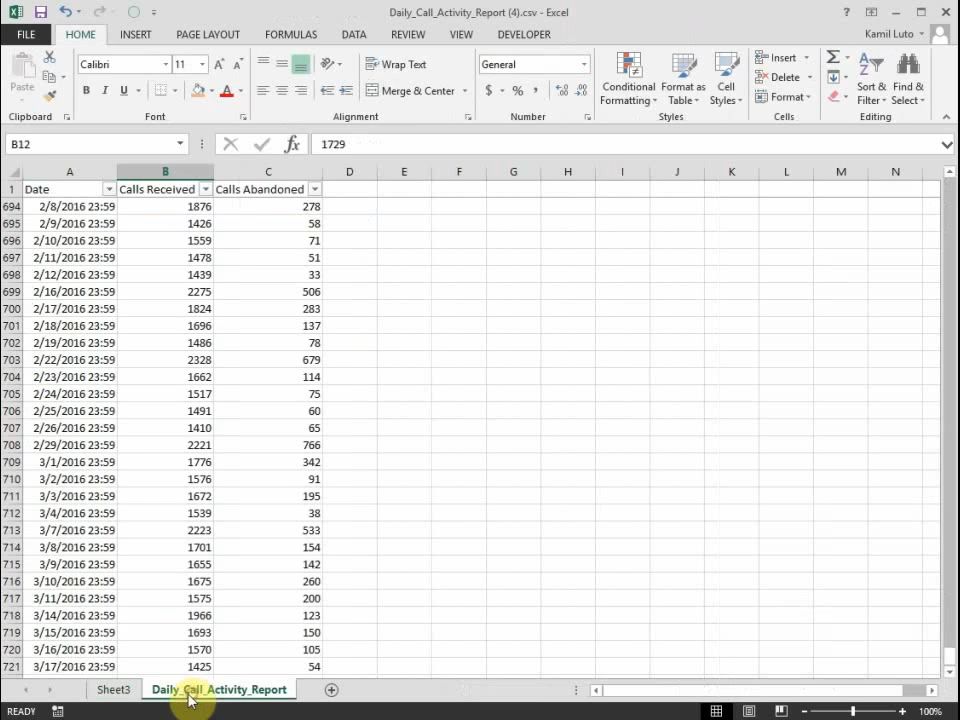 Daily_Call_Activity_Report (4).csv - Excel
FILE HOME INSERT PAGE LAYOUT FORMULAS DATA REVIEW VIEW DEVELOPER Kamil Luto
Paste Calibri 11 Wrap Text General Conditional Formatting Format as Table Cell Styles Insert Sort & Filter Find & Select
B I U A Merge & Center $ % , Delete
Format
Clipboard Font Alignment Number Styles Cells Editing
B12 fx 1729
A B C D E F G H I J K L M N
1 Date Calls Received Calls Abandoned
694 2/8/2016 23:59 1876 278
695 2/9/2016 23:59 1426 58
696 2/10/2016 23:59 1559 71
697 2/11/2016 23:59 1478 51
698 2/12/2016 23:59 1439 33
699 2/16/2016 23:59 2275 506
700 2/17/2016 23:59 1824 283
701 2/18/2016 23:59 1696 137
702 2/19/2016 23:59 1486 78
703 2/22/2016 23:59 2328 679
704 2/23/2016 23:59 1662 114
705 2/24/2016 23:59 1517 75
706 2/25/2016 23:59 1491 60
707 2/26/2016 23:59 1410 65
708 2/29/2016 23:59 2221 766
709 3/1/2016 23:59 1776 342
710 3/2/2016 23:59 1576 91
711 3/3/2016 23:59 1672 195
712 3/4/2016 23:59 1539 38
713 3/7/2016 23:59 2223 533
714 3/8/2016 23:59 1701 154
715 3/9/2016 23:59 1655 142
716 3/10/2016 23:59 1675 260
717 3/11/2016 23:59 1575 200
718 3/14/2016 23:59 1966 123
719 3/15/2016 23:59 1693 150
720 3/16/2016 23:59 1570 105
721 3/17/2016 23:59 1425 54
Sheet3 Daily_Call_Activity_Report
READY 100%